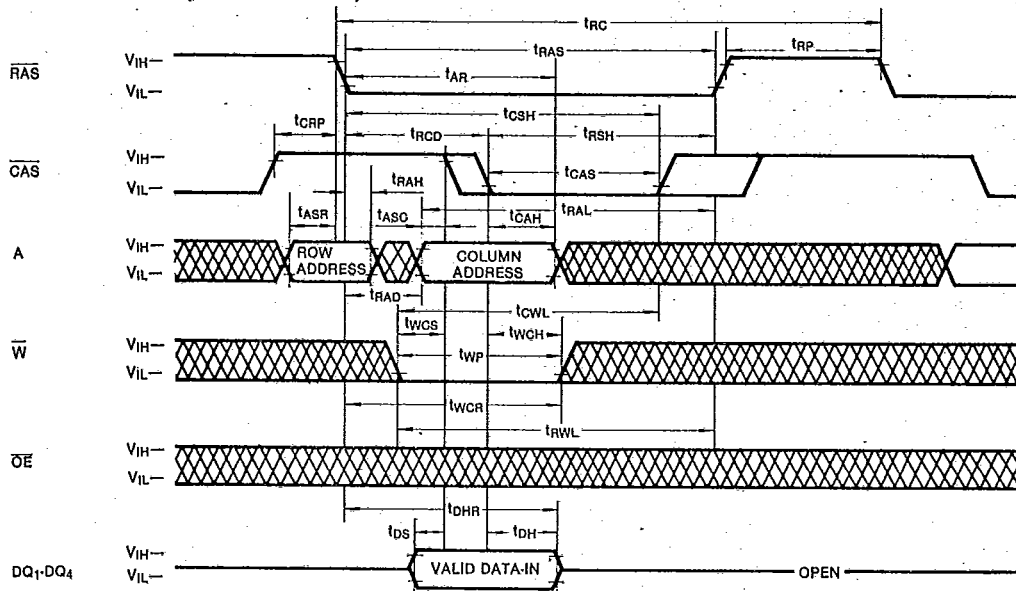 tRC
tRAS
tRP
RAS
VIH
VIL
tAR
tCSH
tCRP
tRCD
tRSH
CAS
VIH
VIL
tCAS
tRAH
tASR
tASC
tCAH
tRAL
A
VIH
VIL
ROW
ADDRESS
COLUMN
ADDRESS
tRAD
tCWL
tWCS
tWCH
W
VIH
VIL
tWP
tWCR
tRWL
OE
VIH
VIL
tDHR
tDS
tDH
DQ1-DQ4
VIH
VIL
VALID DATA-IN
OPEN